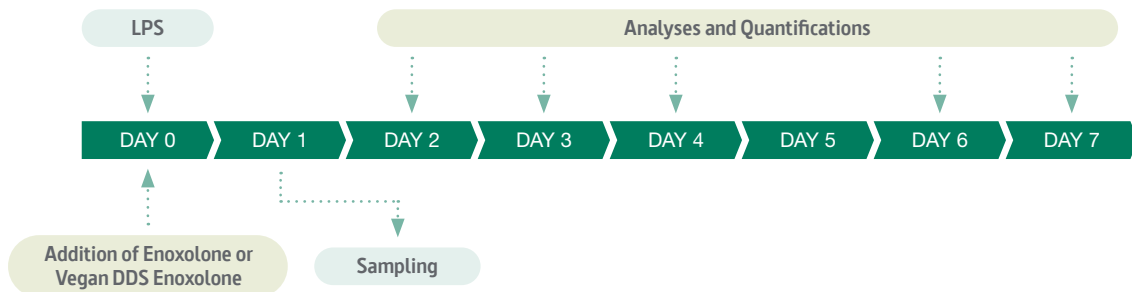 LPS
Analyses and Quantifications
DAY 0
DAY 1
DAY 2
DAY 3
DAY 4
DAY 5
DAY 6
DAY 7
Addition of Enoxolone or
Vegan DDS Enoxolone
Sampling